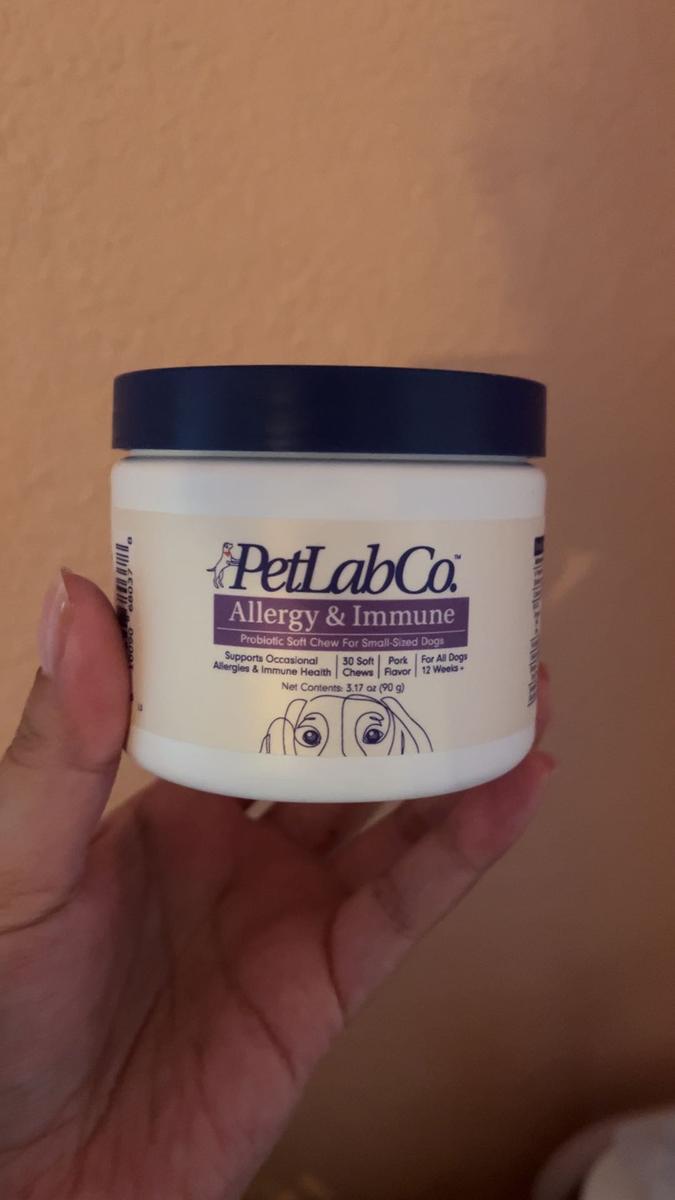 PetLabCo.™
Allergy & Immune
Probiotic Soft Chew For Small-Sized Dogs
Supports Occasional
Allergies & Immune Health
30 Soft
Chews
Pork
Flavor
For All Dogs
12 Weeks+
Net Contents: 3.17 oz (90 g)